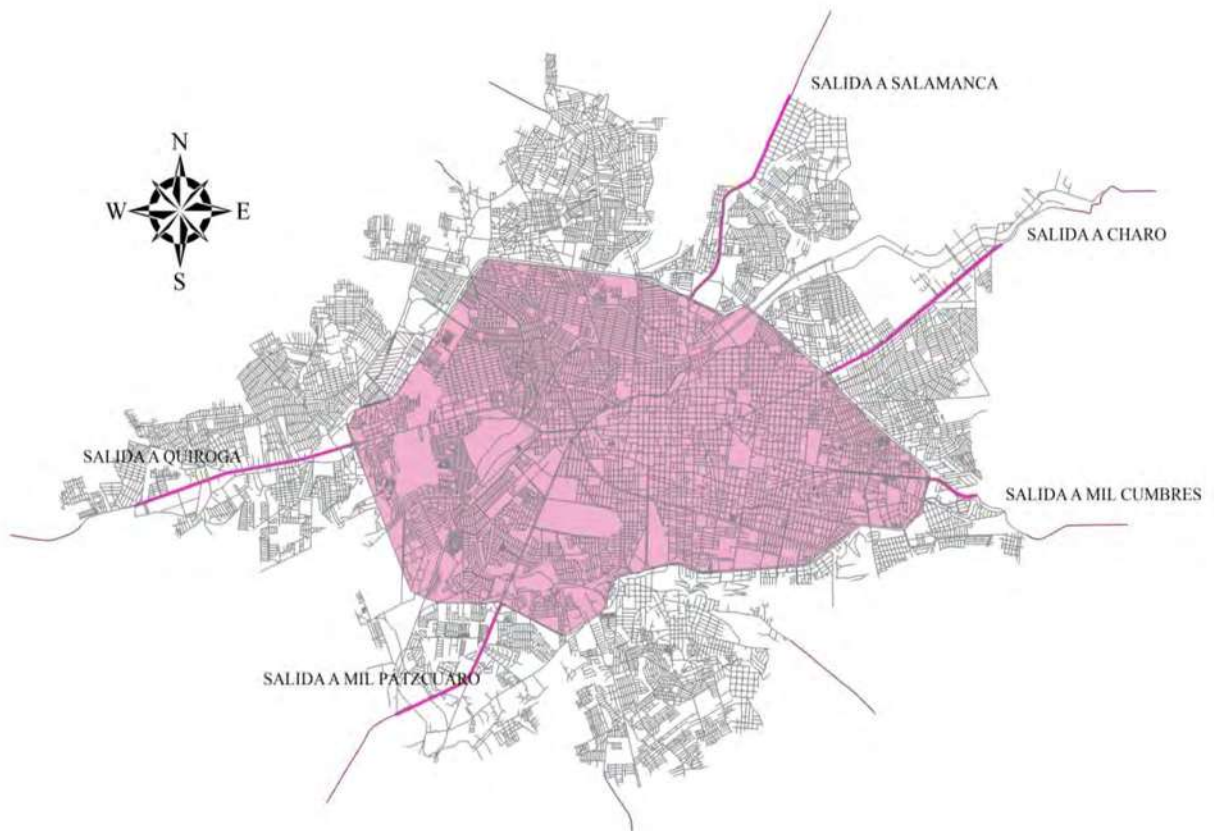 SALIDA A SALAMANCA
N
W
E
S
SALIDA A CHARO
SALIDA A QUIROGA
SALIDA A MIL CUMBRES
SALIDA A MIL PATZCUARO